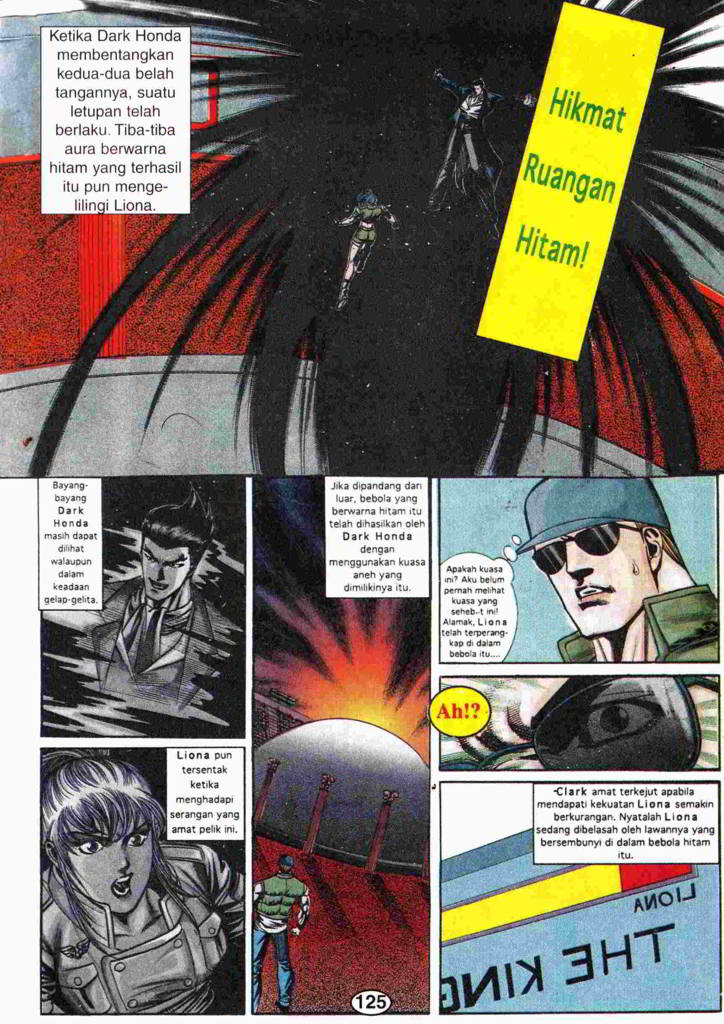 Ketika Dark Honda
membentangkan
kedua-dua belah
tangannya, suatu
letupan telah
berlaku. Tiba-tiba
aura berwarna
hitam yang terhasil
itu pun menge-
lilingi Liona.
Hikmat
Ruangan
Hitam!
Bayang-
bayang
Dark
Honda
masih dapat
dilihat
walaupun
dalam
keadaan
gelap-gelita.
Liona pun
tersentak
ketika
menghadapi
serangan yang
amat pelik ini.
Jika dipandang dari
luar, bebola yang
berwarna hitam itu
telah dihasilkan oleh
Dark Honda
dengan
menggunakan kuasa
aneh yang
dimilikinya itu.
Apakah kuasa
ini? Aku belum
pernah melihat
kuasa yang
seheb-t ini!
Alamak, Liona
telah terperang-
kap di dalam
bebola itu....
Ah!?
-Clark amat terkejut apabila
mendapati kekuatan Liona semakin
berkurangan. Nyatalah Liona
sedang dibelasah oleh lawannya yang
bersembunyi di dalam bebola hitam
itu.
LIONA
THE KING
125